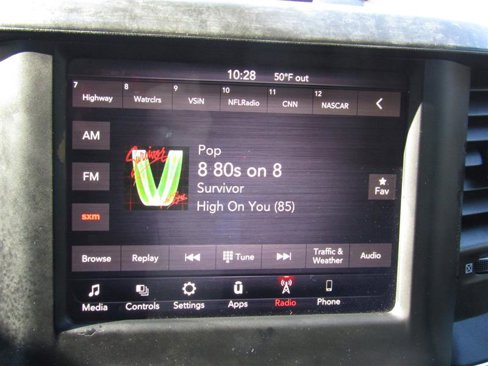 10:28 50°F out
7 Highway 8 Watrclrs 9 VSiN 10 NFLRadio 11 CNN 12 NASCAR
AM
FM
sxm
Pop
8 80s on 8
Survivor
High On You (85)
Fav
Browse Replay Tune Traffic & Weather Audio
Media Controls Settings Apps Radio Phone